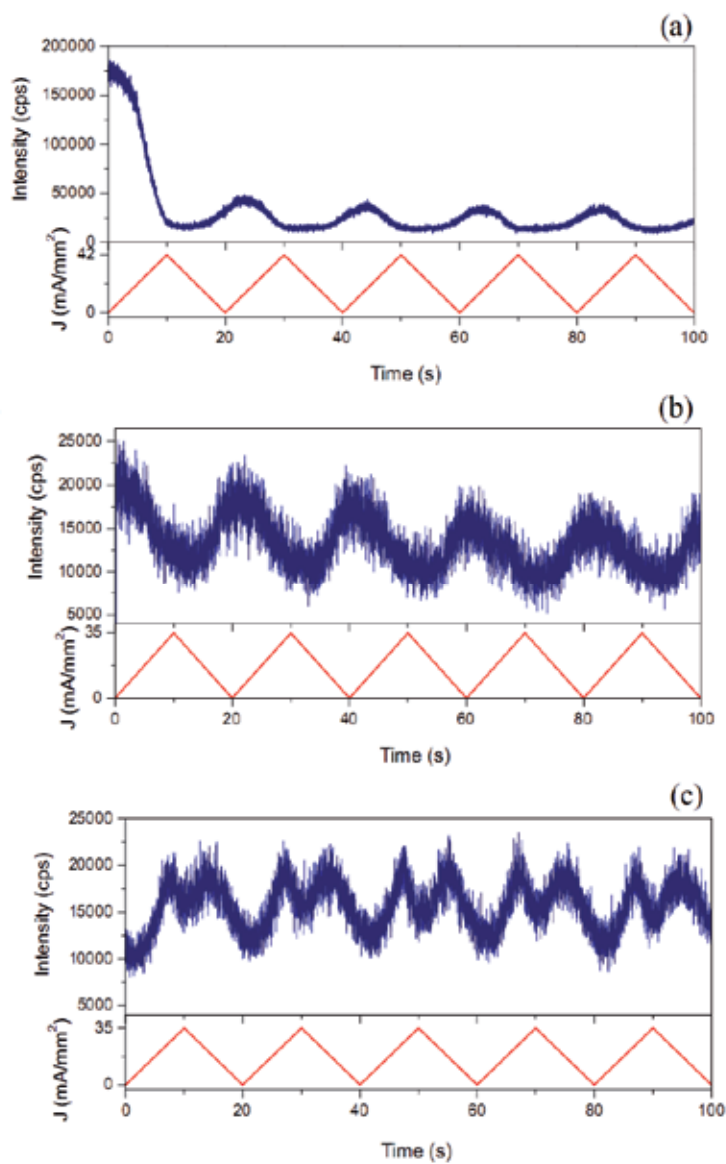 (a)
200000
150000
100000
50000
0
Intensity (cps)
42
0
J (mA/mm²)
0 20 40 60 80 100
Time (s)
(b)
25000
20000
15000
10000
5000
Intensity (cps)
35
0
J (mA/mm²)
0 20 40 60 80 100
Time (s)
(c)
25000
20000
15000
10000
5000
Intensity (cps)
35
0
J (mA/mm²)
0 20 40 60 80 100
Time (s)